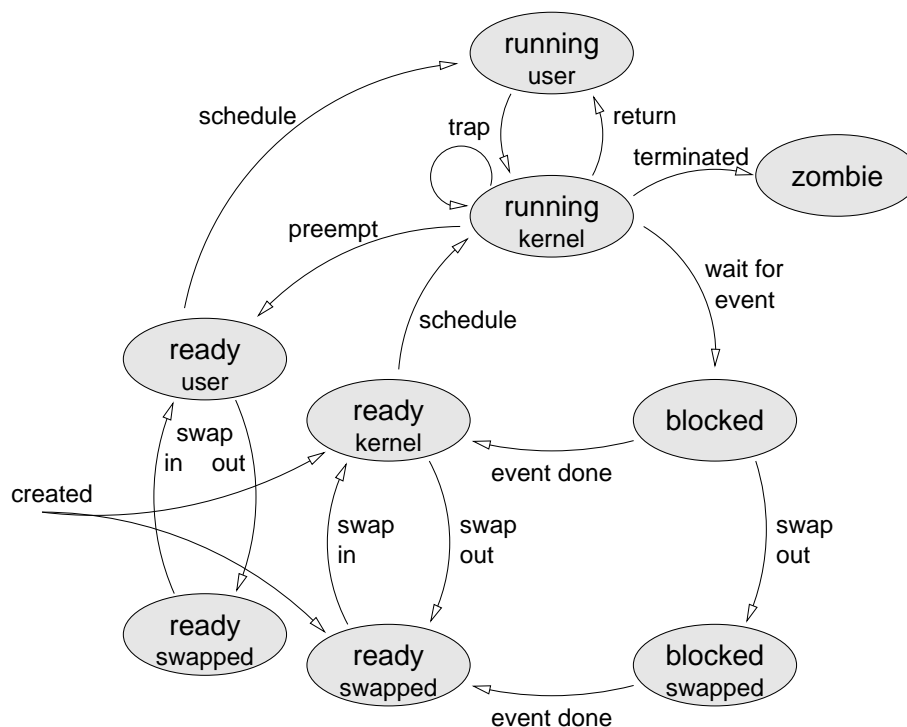 running
user
schedule
trap
return
terminated
zombie
running
kernel
preempt
wait for
event
schedule
ready
user
ready
kernel
blocked
swap
in out
event done
created
swap
in
swap
out
swap
out
ready
swapped
ready
swapped
blocked
swapped
event done